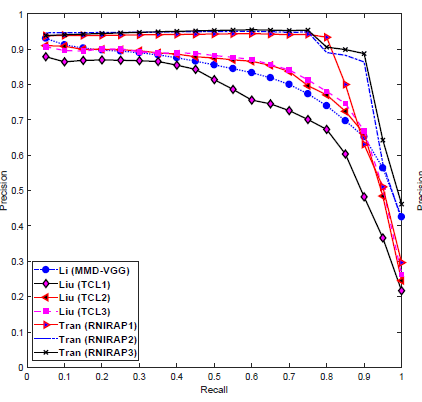 1
0.9
0.8
0.7
0.6
0.5
0.4
0.3
0.2
0.1
0
Precision
Precision
Li (MMD-VGG)
Liu (TCL1)
Liu (TCL2)
Liu (TCL3)
Tran (RNIRAP1)
Tran (RNIRAP2)
Tran (RNIRAP3)
0 0.1 0.2 0.3 0.4 0.5 0.6 0.7 0.8 0.9 1
Recall